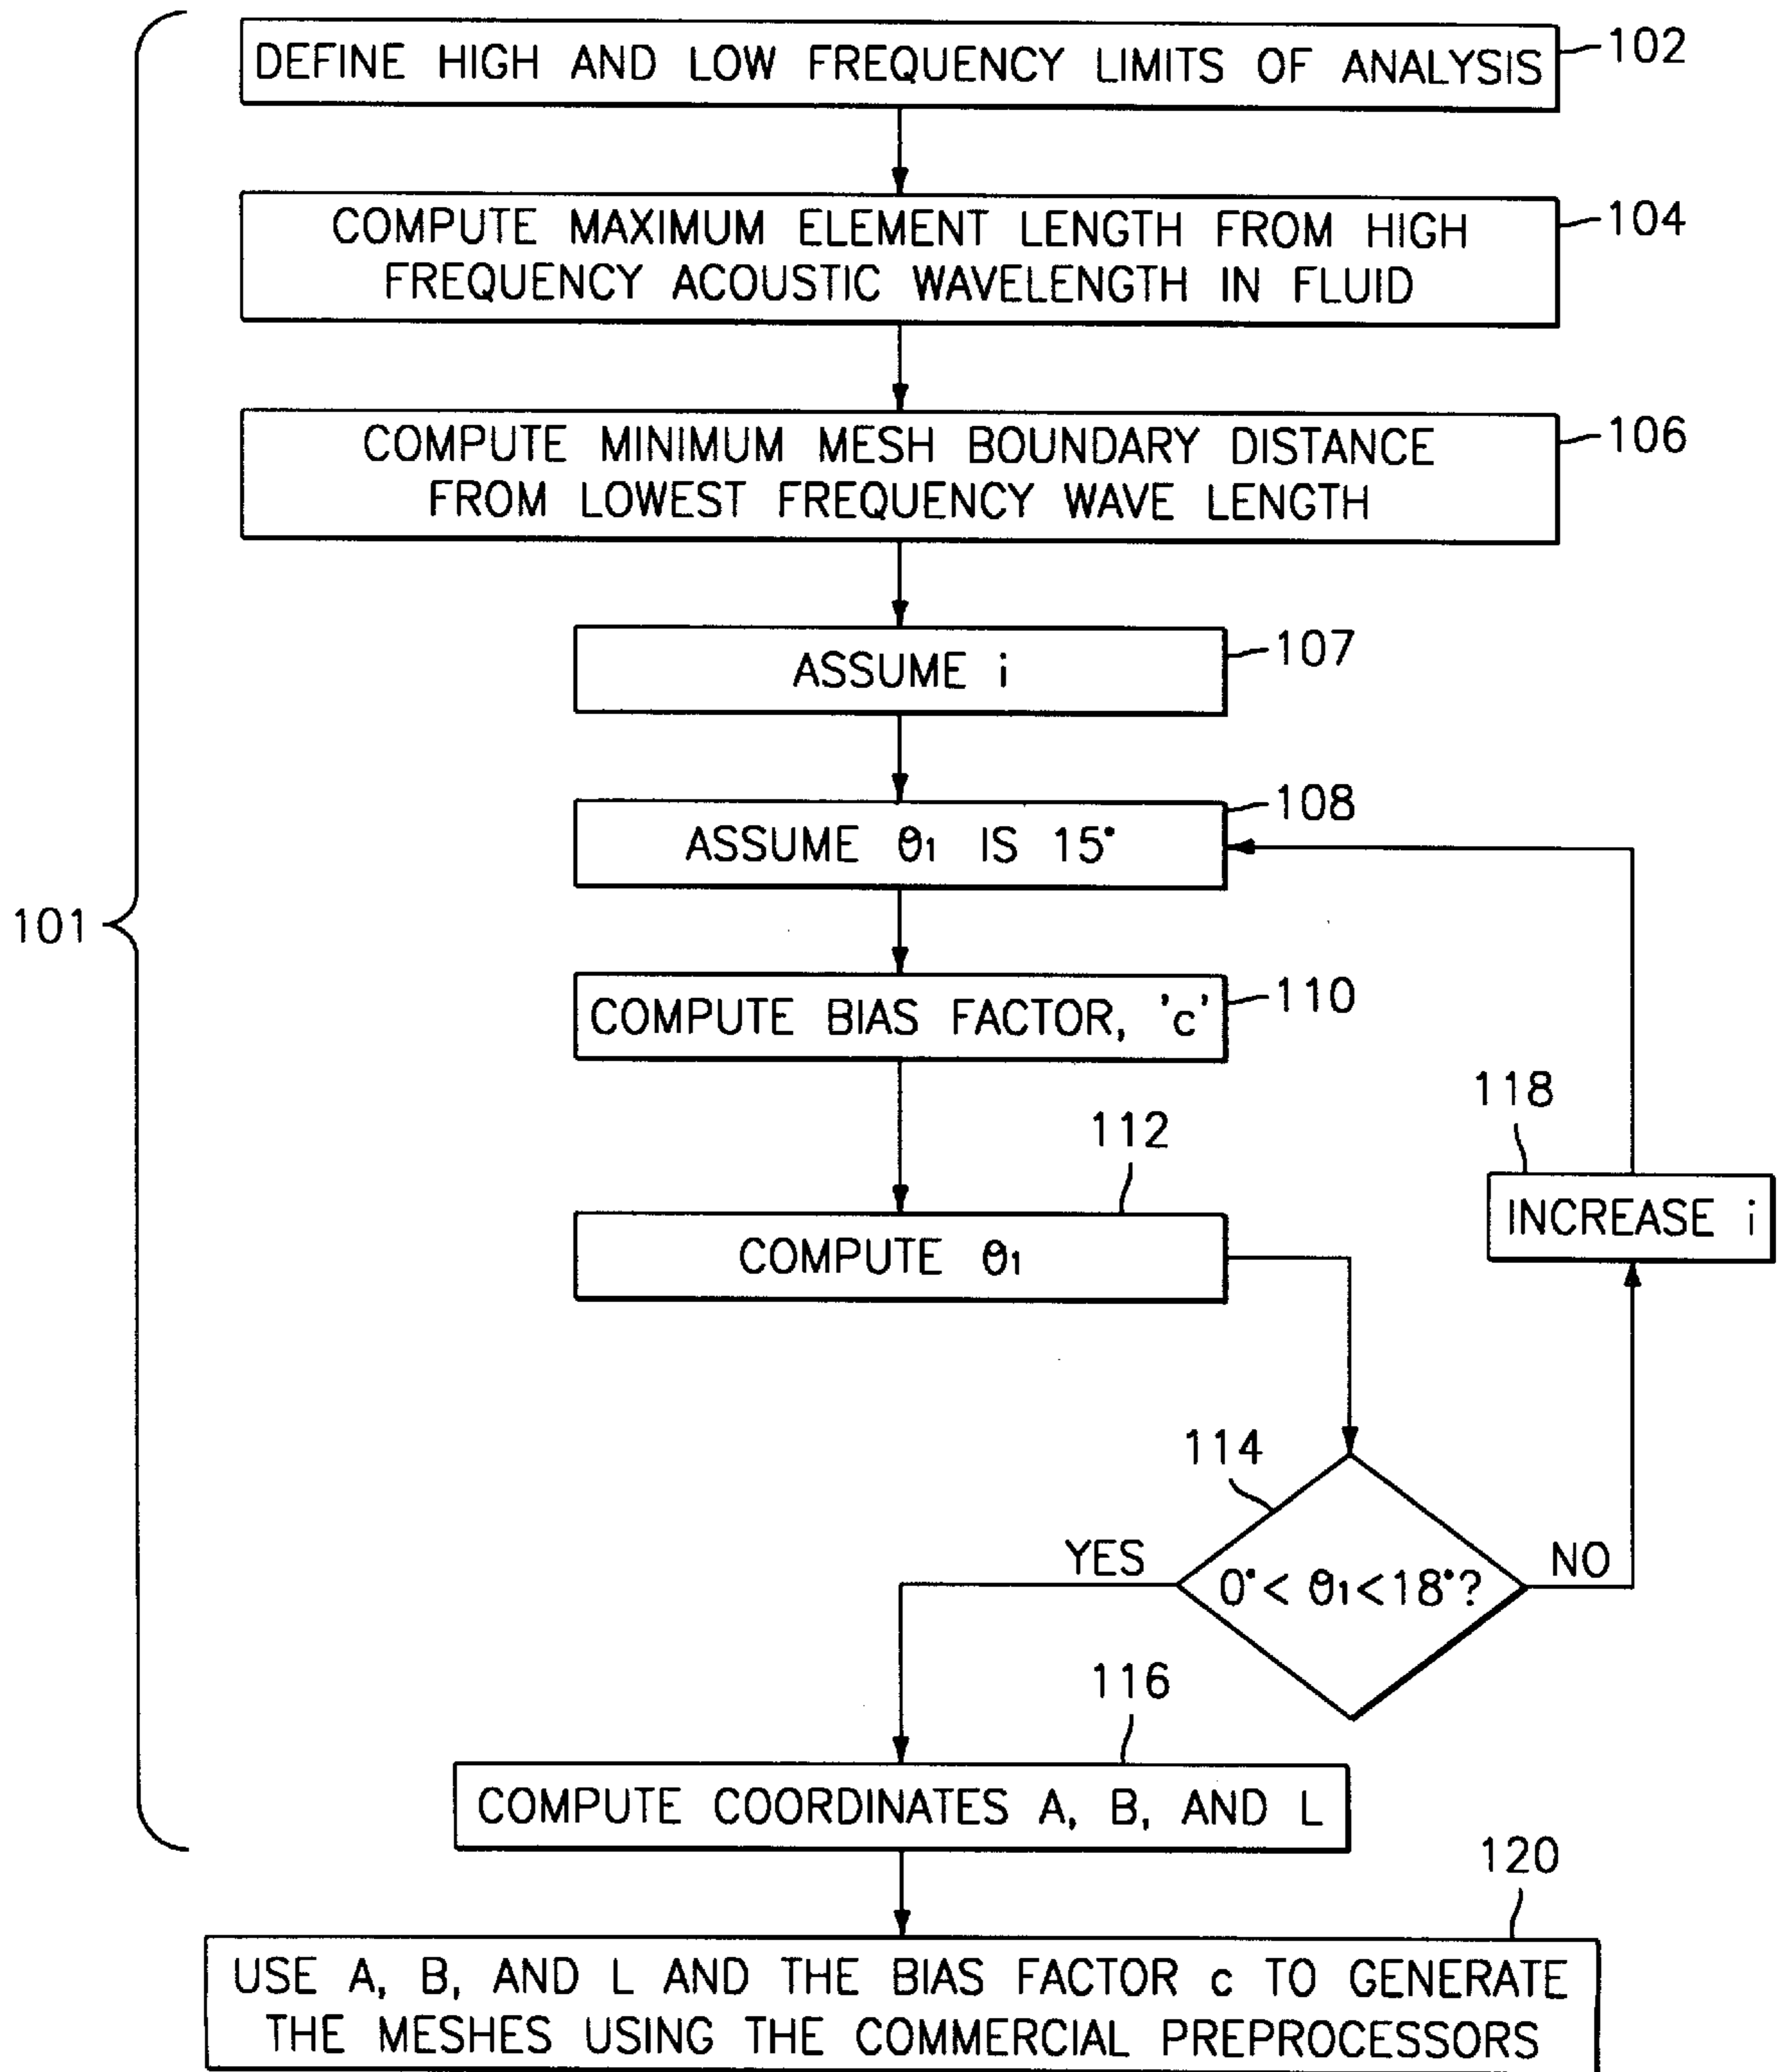 DEFINE HIGH AND LOW FREQUENCY LIMITS OF ANALYSIS
102
COMPUTE MAXIMUM ELEMENT LENGTH FROM HIGH
FREQUENCY ACOUSTIC WAVELENGTH IN FLUID
104
COMPUTE MINIMUM MESH BOUNDARY DISTANCE
FROM LOWEST FREQUENCY WAVE LENGTH
106
ASSUME i
107
ASSUME θ1 IS 15°
108
101
COMPUTE BIAS FACTOR, 'c'
110
118
INCREASE i
112
COMPUTE θ1
114
YES
0°< θ1<18°?
NO
116
COMPUTE COORDINATES A, B, AND L
120
USE A, B, AND L AND THE BIAS FACTOR c TO GENERATE
THE MESHES USING THE COMMERCIAL PREPROCESSORS